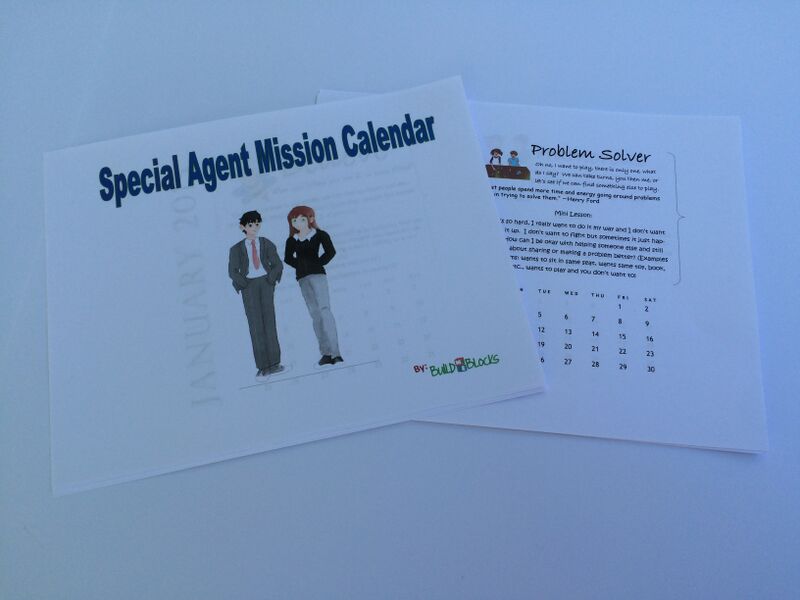 Special Agent Mission Calendar
JANUARY 20
BY: BUILD BLOCKS
Problem Solver
Oh no, I want to play, there is only one, what
do I say? We can take turns, you then me, or
let's see if we can find something else to play.
people spend more time and energy going around problems
in trying to solve them." ~Henry Ford
Mini Lesson:
so hard, I really want to do it my way and I don't want
it up. I don't want to fight but sometimes it just hap-
How can I be okay with helping someone else and still
about sharing or making a problem better? (Examples
wants to sit in same seat, wants same toy, book,
etc., wants to play and you don't want to)
TUE WED THU FRI SAT
1 2
5 6 7 8 9
12 13 14 15 16
19 20 21 22 23
26 27 28 29 30